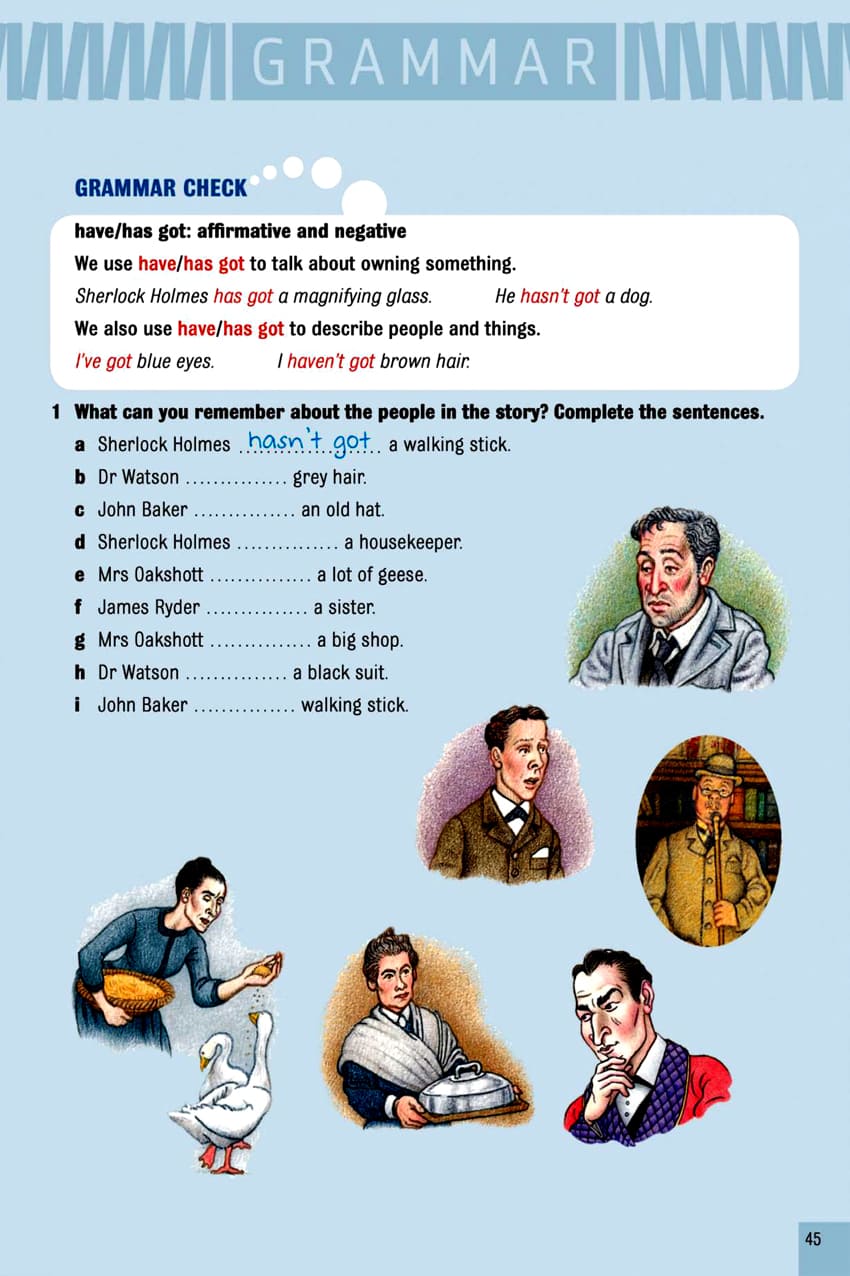 GRAMMAR
GRAMMAR CHECK
have/has got: affirmative and negative
We use have/has got to talk about owning something.
Sherlock Holmes has got a magnifying glass. He hasn't got a dog.
We also use have/has got to describe people and things.
I've got blue eyes. I haven't got brown hair.
1 What can you remember about the people in the story? Complete the sentences.
a Sherlock Holmes hasn't got a walking stick.
b Dr Watson ............... grey hair.
c John Baker ............... an old hat.
d Sherlock Holmes ............... a housekeeper.
e Mrs Oakshott ............... a lot of geese.
f James Ryder ............... a sister.
g Mrs Oakshott ............... a big shop.
h Dr Watson ............... a black suit.
i John Baker ............... walking stick.
45